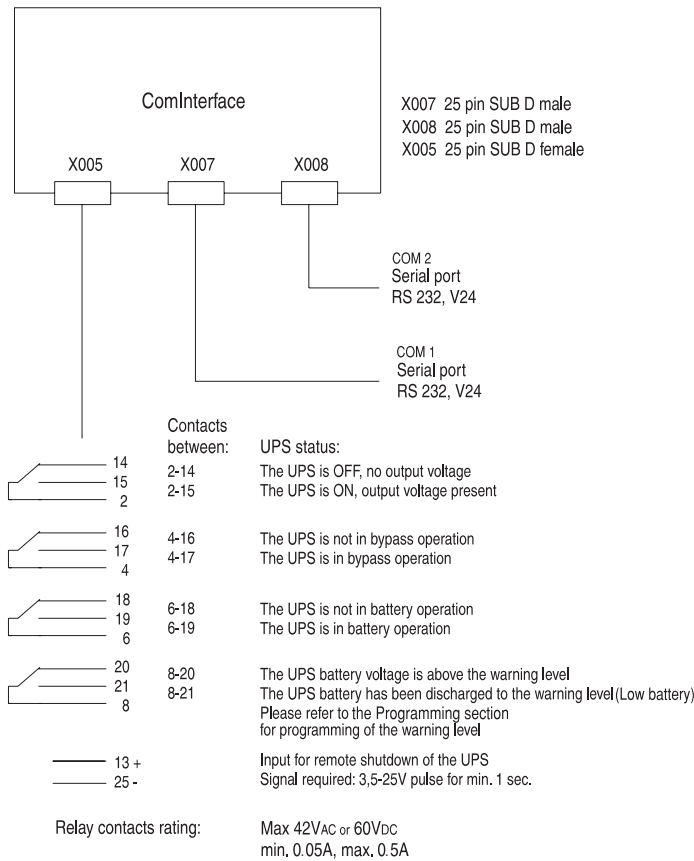 ComInterface
X007 25 pin SUB D male
X008 25 pin SUB D male
X005 25 pin SUB D female
X005 X007 X008
COM 2
Serial port
RS 232, V24
COM 1
Serial port
RS 232, V24
Contacts
between: UPS status:
14 2-14 The UPS is OFF, no output voltage
15 2-15 The UPS is ON, output voltage present
2
16 4-16 The UPS is not in bypass operation
17 4-17 The UPS is in bypass operation
4
18 6-18 The UPS is not in battery operation
19 6-19 The UPS is in battery operation
6
20 8-20 The UPS battery voltage is above the warning level
21 8-21 The UPS battery has been discharged to the warning level(Low battery)
8 Please refer to the Programming section
for programming of the warning level
13 + Input for remote shutdown of the UPS
25 - Signal required: 3,5-25V pulse for min. 1 sec.
Relay contacts rating: Max 42VAC or 60VDC
min, 0.05A, max, 0.5A